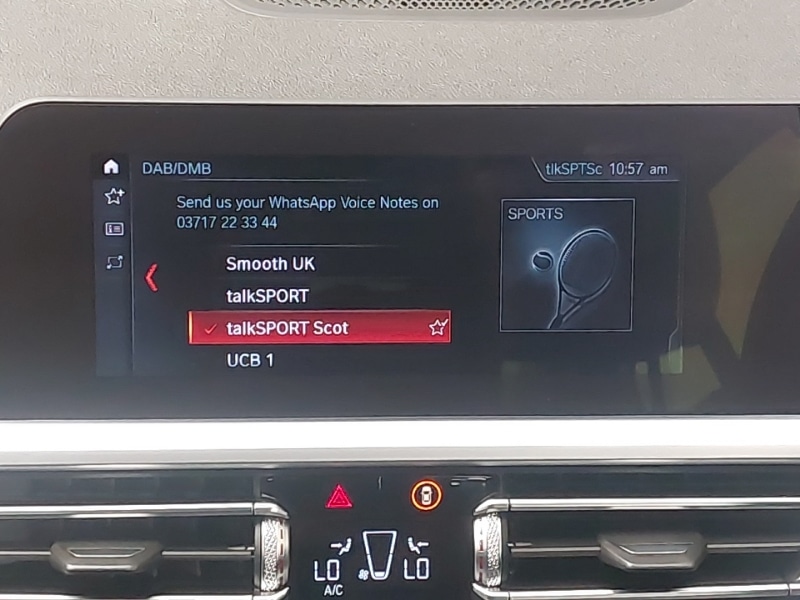 DAB/DMB
tlkSPTSc 10:57 am
Send us your WhatsApp Voice Notes on
03717 22 33 44
SPORTS
Smooth UK
talkSPORT
talkSPORT Scot
UCB 1
LO
LO
A/C